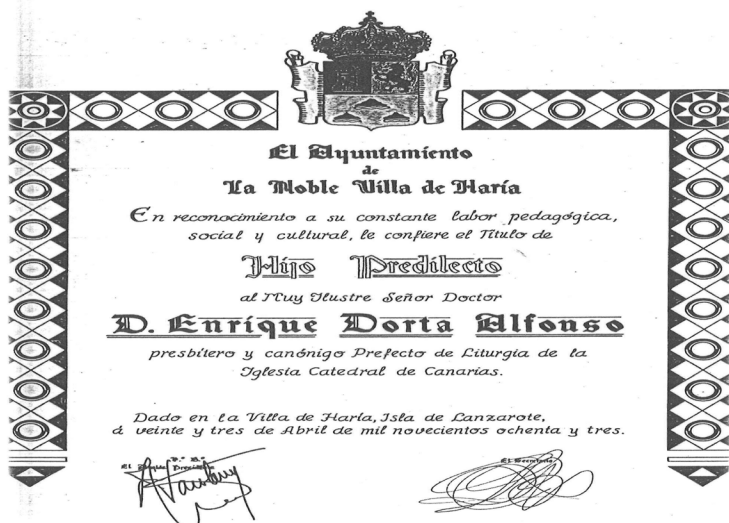 El Ayuntamiento
de
La Noble Villa de Haría
En reconocimiento a su constante labor pedagógica,
social y cultural, le confiere el Título de
Hijo Predilecto
al Muy Ilustre Señor Doctor
D. Enrique Dorta Alfonso
presbítero y canónigo Prefecto de Liturgia de la
Iglesia Catedral de Canarias.
Dado en la Villa de Haría, Isla de Lanzarote,
á veinte y tres de Abril de mil novecientos ochenta y tres.
El Secretario